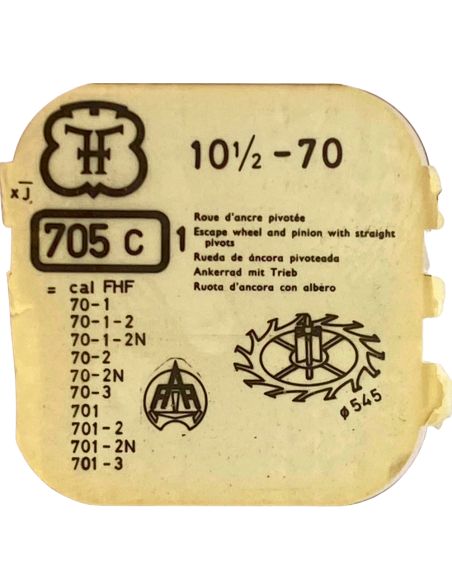 10½ - 70
xJ
705 C
1
Roue d'ancre pivotée
Escape wheel and pinion with straight
pivots
Rueda de áncora pivoteada
Ankerrad mit Trieb
Ruota d'ancora con albero
= cal FHF
70-1
70-1-2
70-1-2N
70-2
70-2N
70-3
701
701-2
701-2N
701-3
ø 545